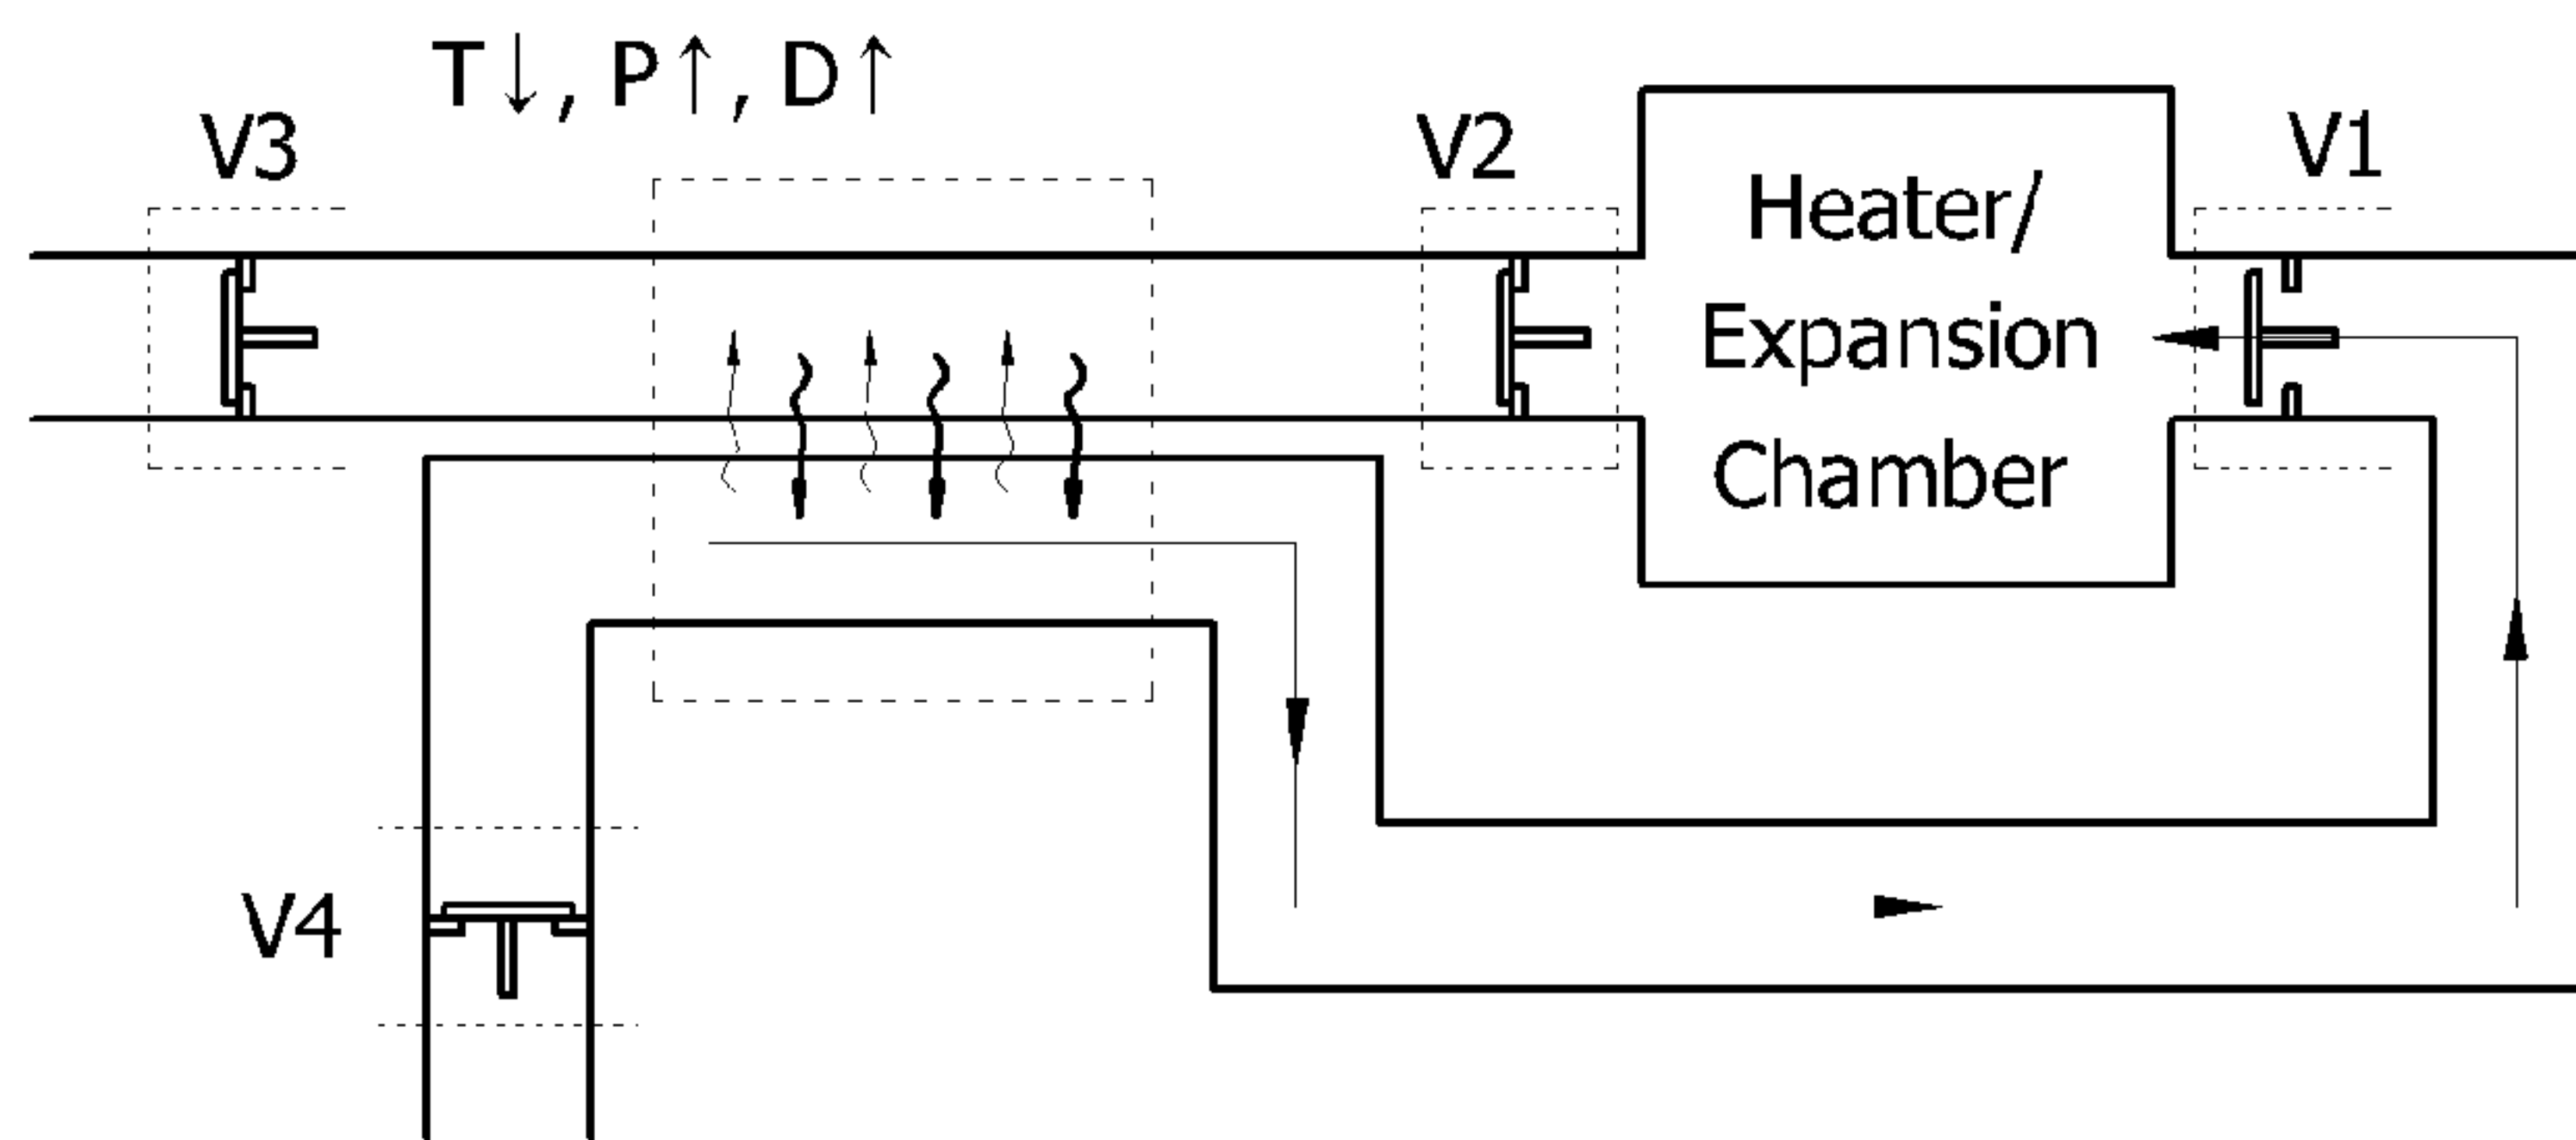 T↓, P↑, D↑
V3
V2
V1
Heater/
Expansion
Chamber
V4